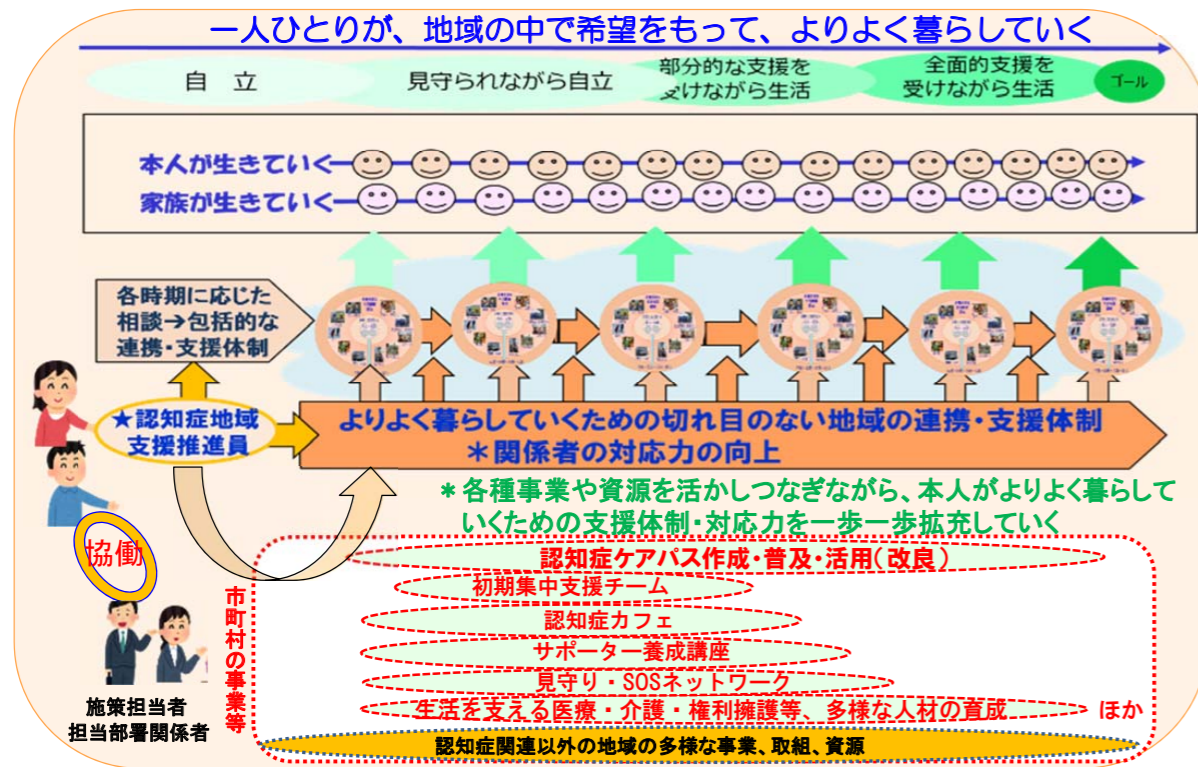 一人ひとりが、地域の中で希望をもって、よりよく暮らしていく
自 立
見守られながら自立
部分的な支援を
受けながら生活
全面的支援を
受けながら生活
ゴール
本人が生きていく
家族が生きていく
各時期に応じた
相談→包括的な
連携・支援体制
★認知症地域
支援推進員
よりよく暮らしていくための切れ目のない地域の連携・支援体制
＊関係者の対応力の向上
＊各種事業や資源を活かしつなぎながら、本人がよりよく暮らして
いくための支援体制・対応力を一歩一歩拡充していく
協働
市町村の事業等
認知症ケアパス作成・普及・活用（改良）
初期集中支援チーム
認知症カフェ
サポーター養成講座
見守り・SOSネットワーク
生活を支える医療・介護・権利擁護等、多様な人材の育成
ほか
認知症関連以外の地域の多様な事業、取組、資源
施策担当者
担当部署関係者